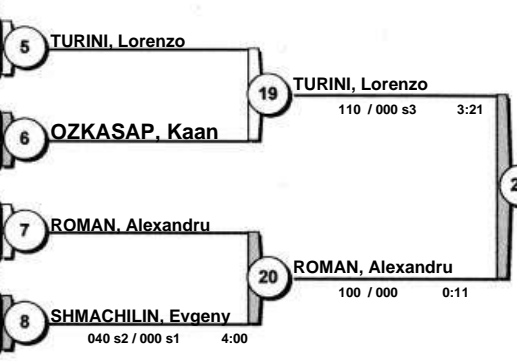 5
TURINI, Lorenzo
19
TURINI, Lorenzo
110 / 000 s3 3:21
6
OZKASAP, Kaan
7
ROMAN, Alexandru
20
ROMAN, Alexandru
100 / 000 0:11
8
SHMACHILIN, Evgeny
040 s2 / 000 s1 4:00